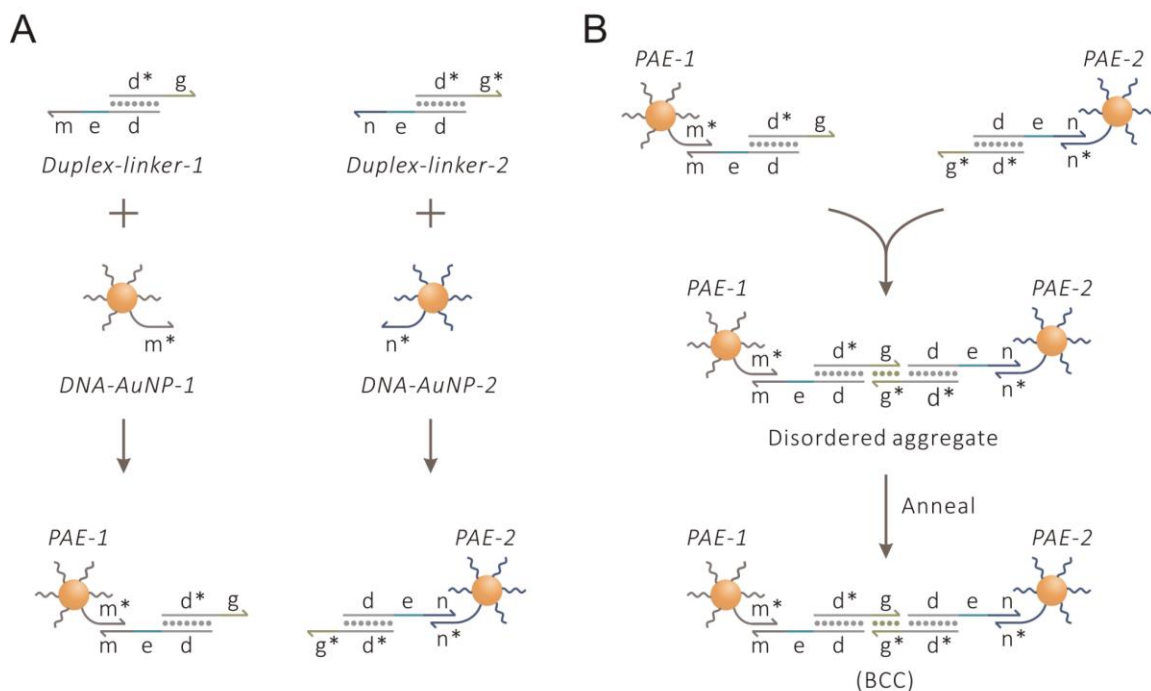 A
d* g
m e d
Duplex-linker-1
+
m*
DNA-AuNP-1
PAE-1
m*
d* g
m e d
d* g*
n e d
Duplex-linker-2
+
n*
DNA-AuNP-2
PAE-2
d e n
g* d* n*
B
PAE-1
m*
d* g
m e d
PAE-2
d e n
g* d* n*
PAE-1
PAE-2
m* d* g d e n
m e d g* d* n*
Disordered aggregate
Anneal
PAE-1
PAE-2
m* d* g d e n
m e d g* d* n*
(BCC)